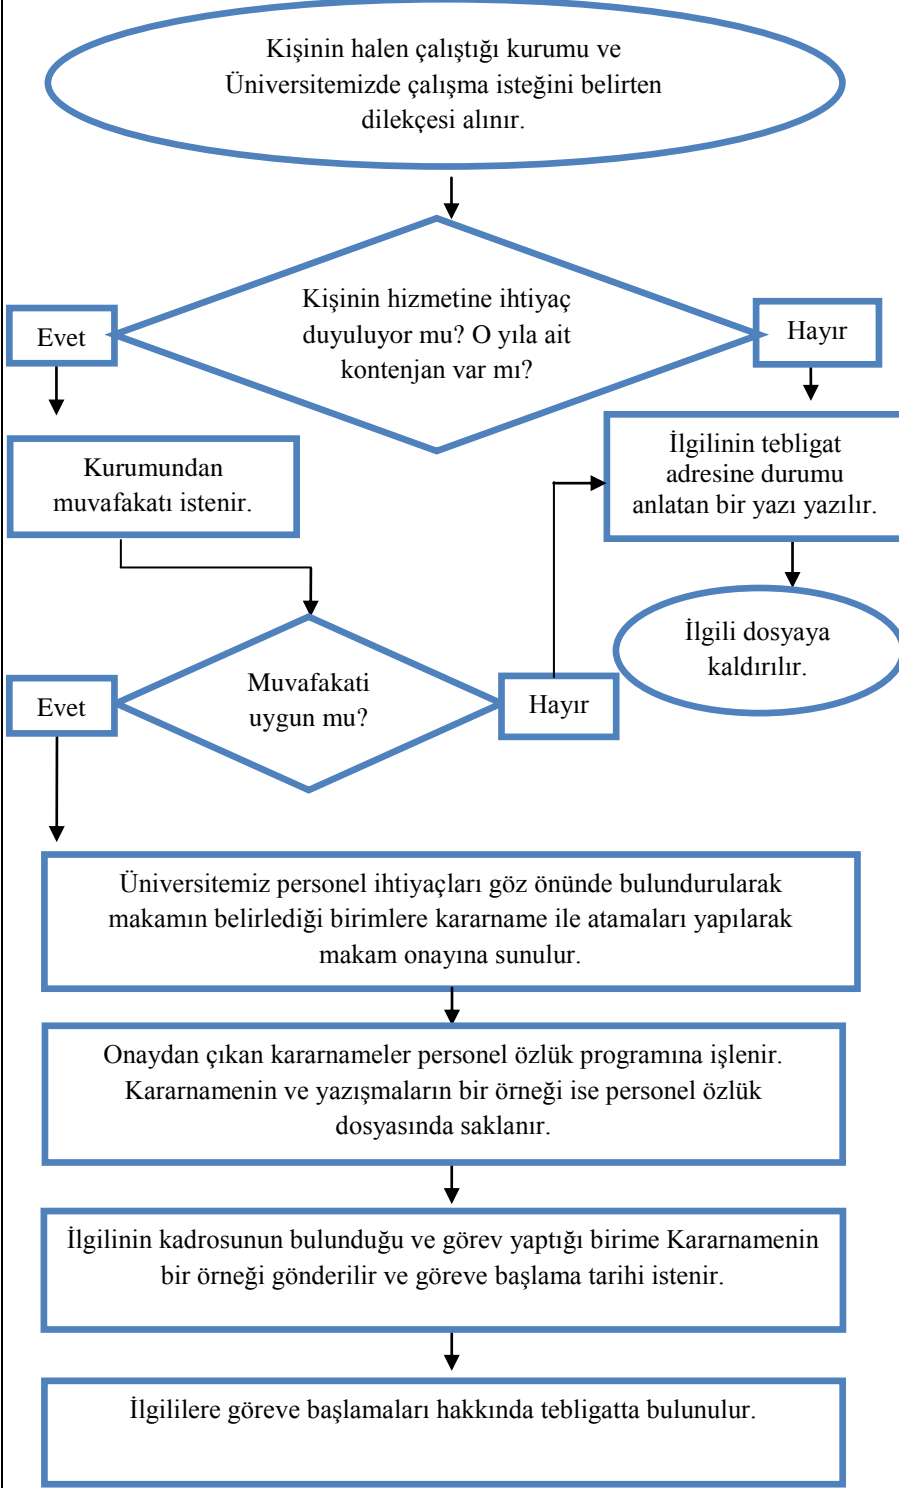 Kişinin halen çalıştığı kurumu ve
Üniversitemizde çalışma isteğini belirten
dilekçesi alınır.
Kişinin hizmetine ihtiyaç
duyuluyor mu? O yıla ait
kontenjan var mı?
Evet
Hayır
Kurumundan
muvafakatı istenir.
İlgilinin tebligat
adresine durumu
anlatan bir yazı yazılır.
İlgili dosyaya
kaldırılır.
Muvafakati
uygun mu?
Evet
Hayır
Üniversitemiz personel ihtiyaçları göz önünde bulundurularak
makamın belirlediği birimlere kararname ile atamaları yapılarak
makam onayına sunulur.
Onaydan çıkan kararnameler personel özlük programına işlenir.
Kararnamenin ve yazışmaların bir örneği ise personel özlük
dosyasında saklanır.
İlgilinin kadrosunun bulunduğu ve görev yaptığı birime Kararnamenin
bir örneği gönderilir ve göreve başlama tarihi istenir.
İlgililere göreve başlamaları hakkında tebligatta bulunulur.